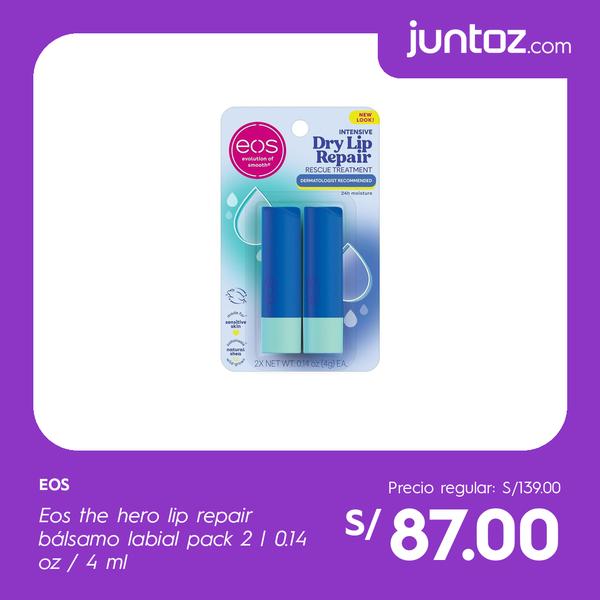 juntoz.com
NEW
LOOK!
eos
evolution of
smooth®
INTENSIVE
Dry Lip
Repair
RESCUE TREATMENT
DERMATOLOGIST RECOMMENDED
24h moisture
made for
sensitive
skin
natural
shea
2X NET WT. 0.14 oz (4g) EA.
EOS
Eos the hero lip repair
bálsamo labial pack 2 | 0.14
oz / 4 ml
Precio regular: S/139.00
S/ 87.00